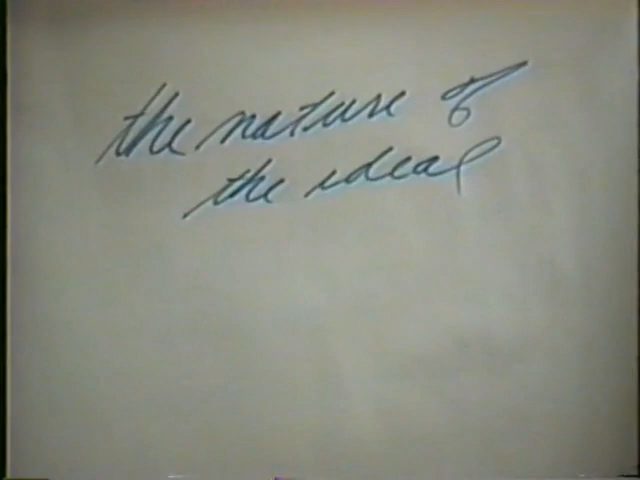 the nature of
the ideal